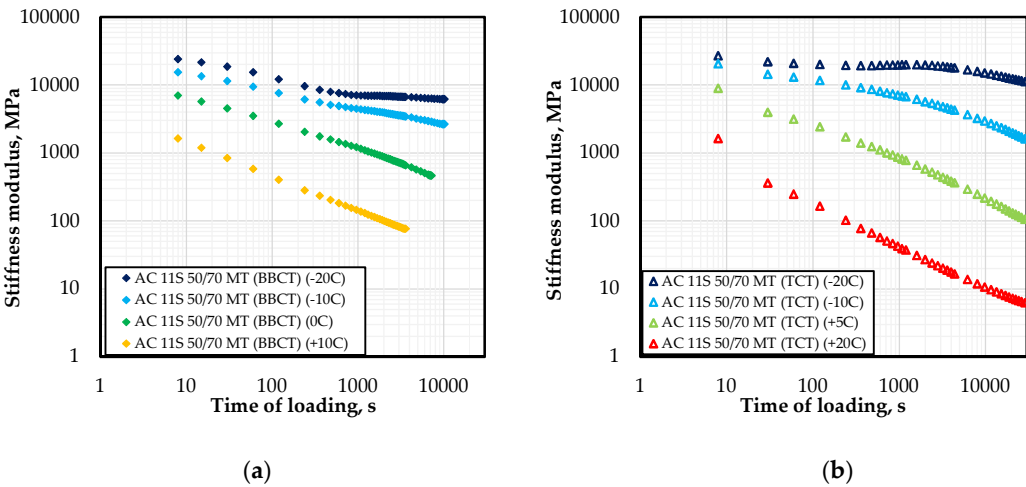 100000
10000
1000
100
10
1
Stiffness modulus, MPa
AC 11S 50/70 MT (BBCT) (-20C)
AC 11S 50/70 MT (BBCT) (-10C)
AC 11S 50/70 MT (BBCT) (0C)
AC 11S 50/70 MT (BBCT) (+10C)
1 10 100 1000 10000
Time of loading, s
(a)
100000
10000
1000
100
10
1
Stiffness modulus, MPa
AC 11S 50/70 MT (TCT) (-20C)
AC 11S 50/70 MT (TCT) (-10C)
AC 11S 50/70 MT (TCT) (+5C)
AC 11S 50/70 MT (TCT) (+20C)
1 10 100 1000 10000
Time of loading, s
(b)